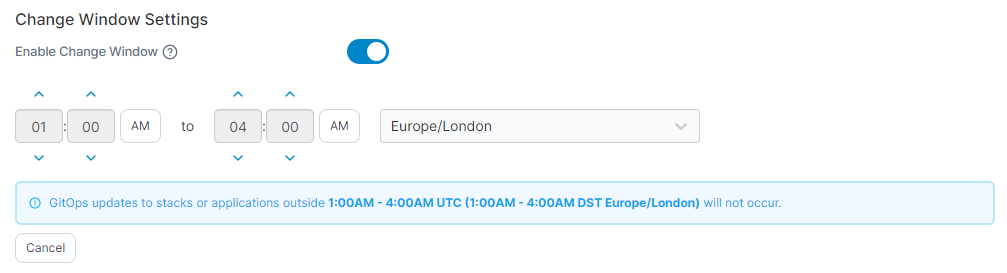 Change Window Settings
Enable Change Window
01 : 00 AM to 04 : 00 AM Europe/London
GitOps updates to stacks or applications outside 1:00AM - 4:00AM UTC (1:00AM - 4:00AM DST Europe/London) will not occur.
Cancel